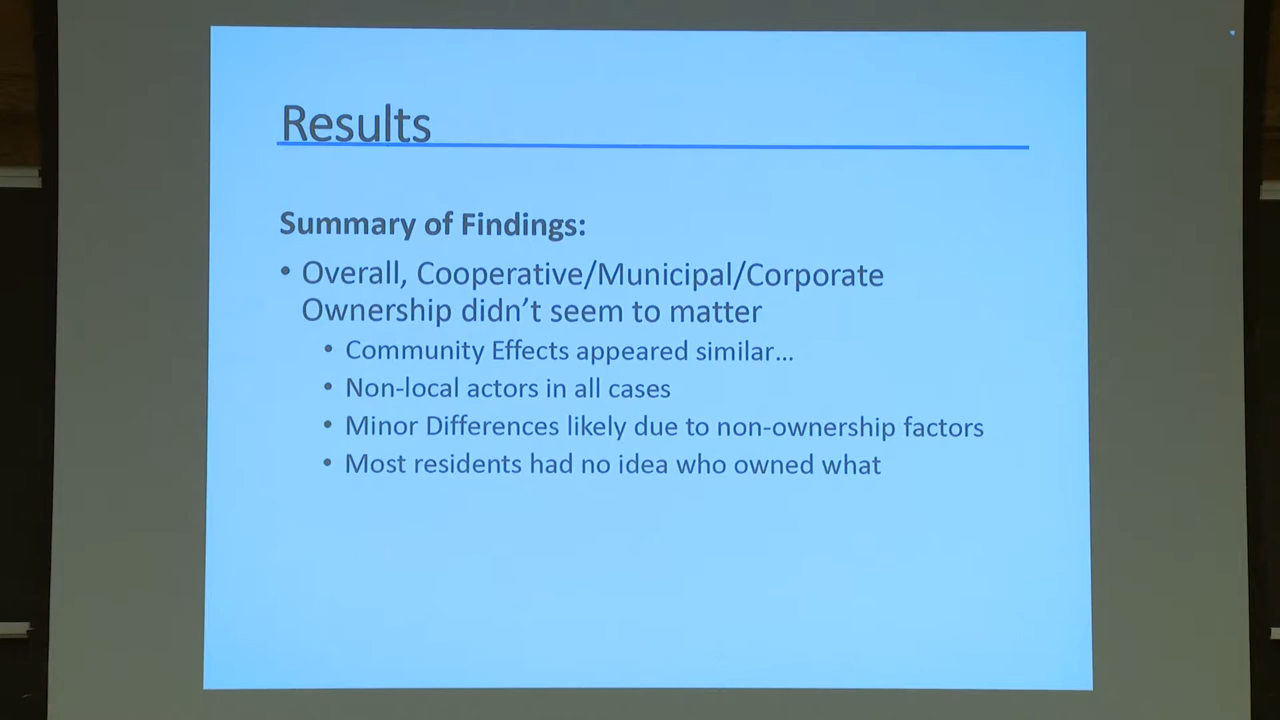 Results
Summary of Findings:
• Overall, Cooperative/Municipal/Corporate
Ownership didn't seem to matter
• Community Effects appeared similar…
• Non-local actors in all cases
• Minor Differences likely due to non-ownership factors
• Most residents had no idea who owned what